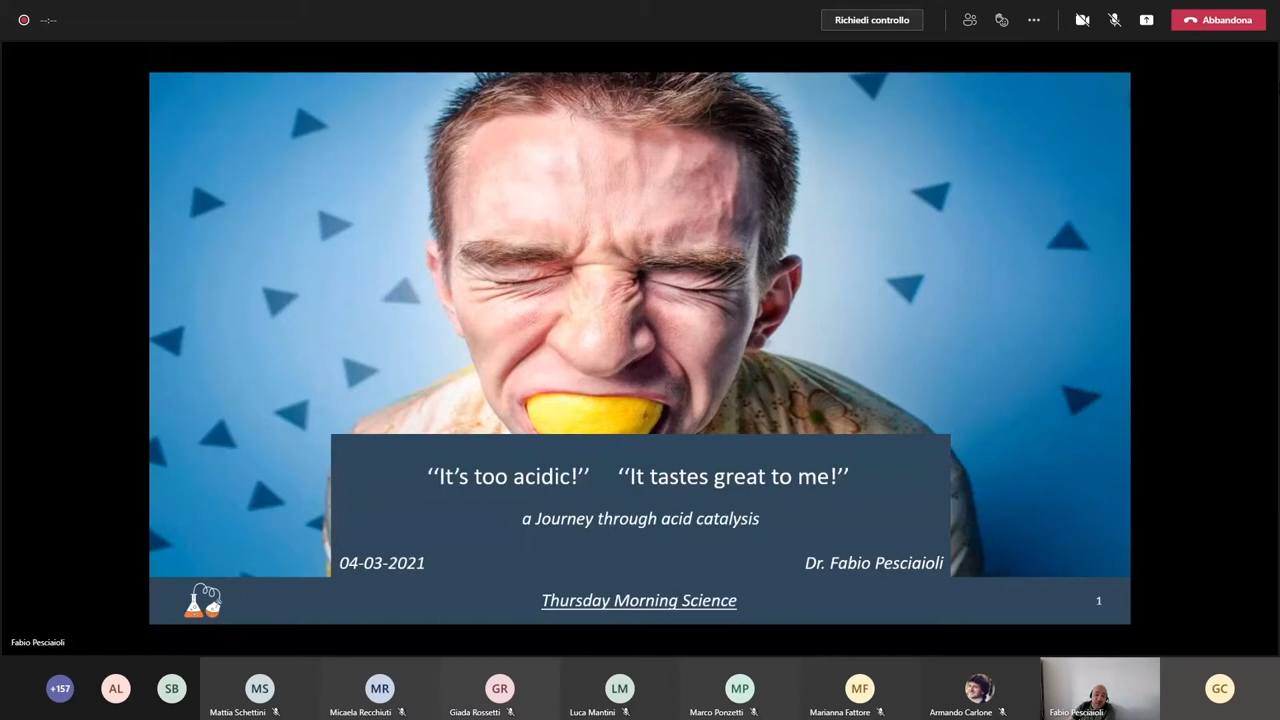 --:--
Richiedi controllo
Abbandona
‘‘It’s too acidic!’’ ‘‘It tastes great to me!’’
a Journey through acid catalysis
04-03-2021
Dr. Fabio Pesciaioli
Thursday Morning Science
1
Fabio Pesciaioli
+157
AL
SB
MS
MR
GR
LM
MP
MF
GC
Mattia Schettini
Micaela Recchiuti
Giada Rossetti
Luca Mantini
Marco Ponzetti
Marianna Fattore
Armando Carlone
Fabio Pesciaioli